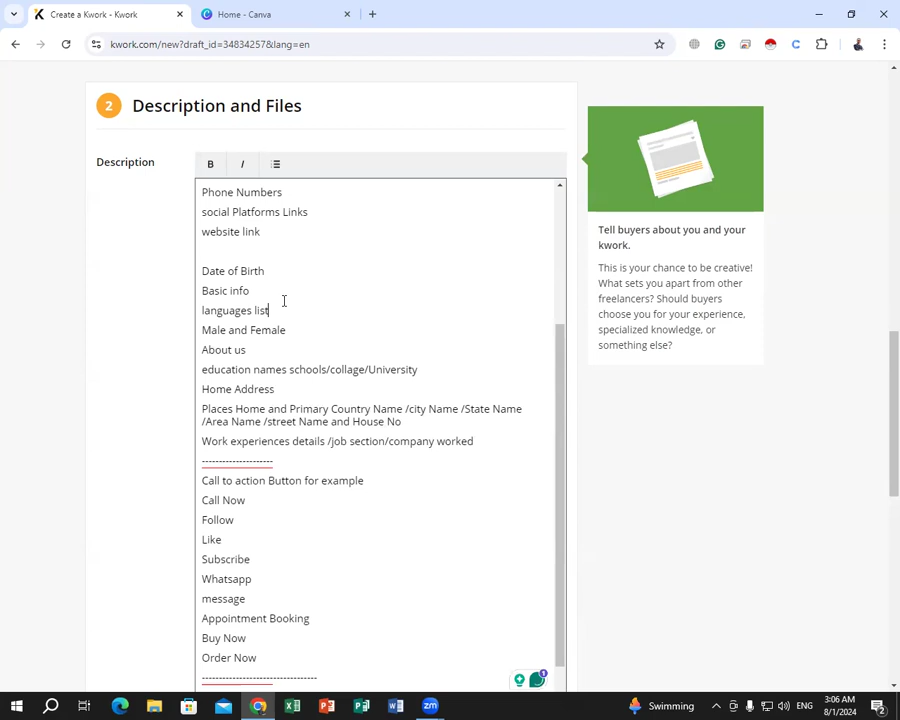 Create a Kwork - Kwork
Home - Canva
kwork.com/new?draft_id=34834257&lang=en
2 Description and Files
Description
B I
Phone Numbers
social Platforms Links
website link
Date of Birth
Basic info
languages list
Male and Female
About us
education names schools/collage/University
Home Address
Places Home and Primary Country Name /city Name /State Name
/Area Name /street Name and House No
Work experiences details /job section/company worked
--------------------
Call to action Button for example
Call Now
Follow
Like
Subscribe
Whatsapp
message
Appointment Booking
Buy Now
Order Now
--------------------------------
1
Tell buyers about you and your
kwork.
This is your chance to be creative!
What sets you apart from other
freelancers? Should buyers
choose you for your experience,
specialized knowledge, or
something else?
Swimming
ENG
3:06 AM
8/1/2024
2